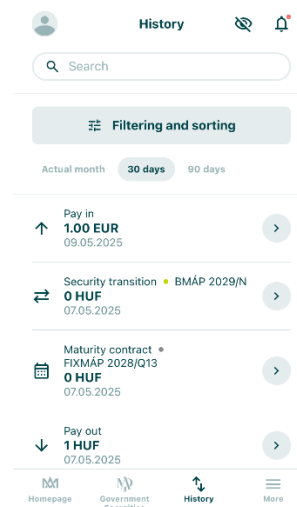 History
Search
Filtering and sorting
Actual month 30 days 90 days
Pay in
1.00 EUR
09.05.2025
Security transition • BMÁP 2029/N
0 HUF
07.05.2025
Maturity contract •
FIXMÁP 2028/Q13
0 HUF
07.05.2025
Pay out
1 HUF
07.05.2025
Homepage Government History More
Securities